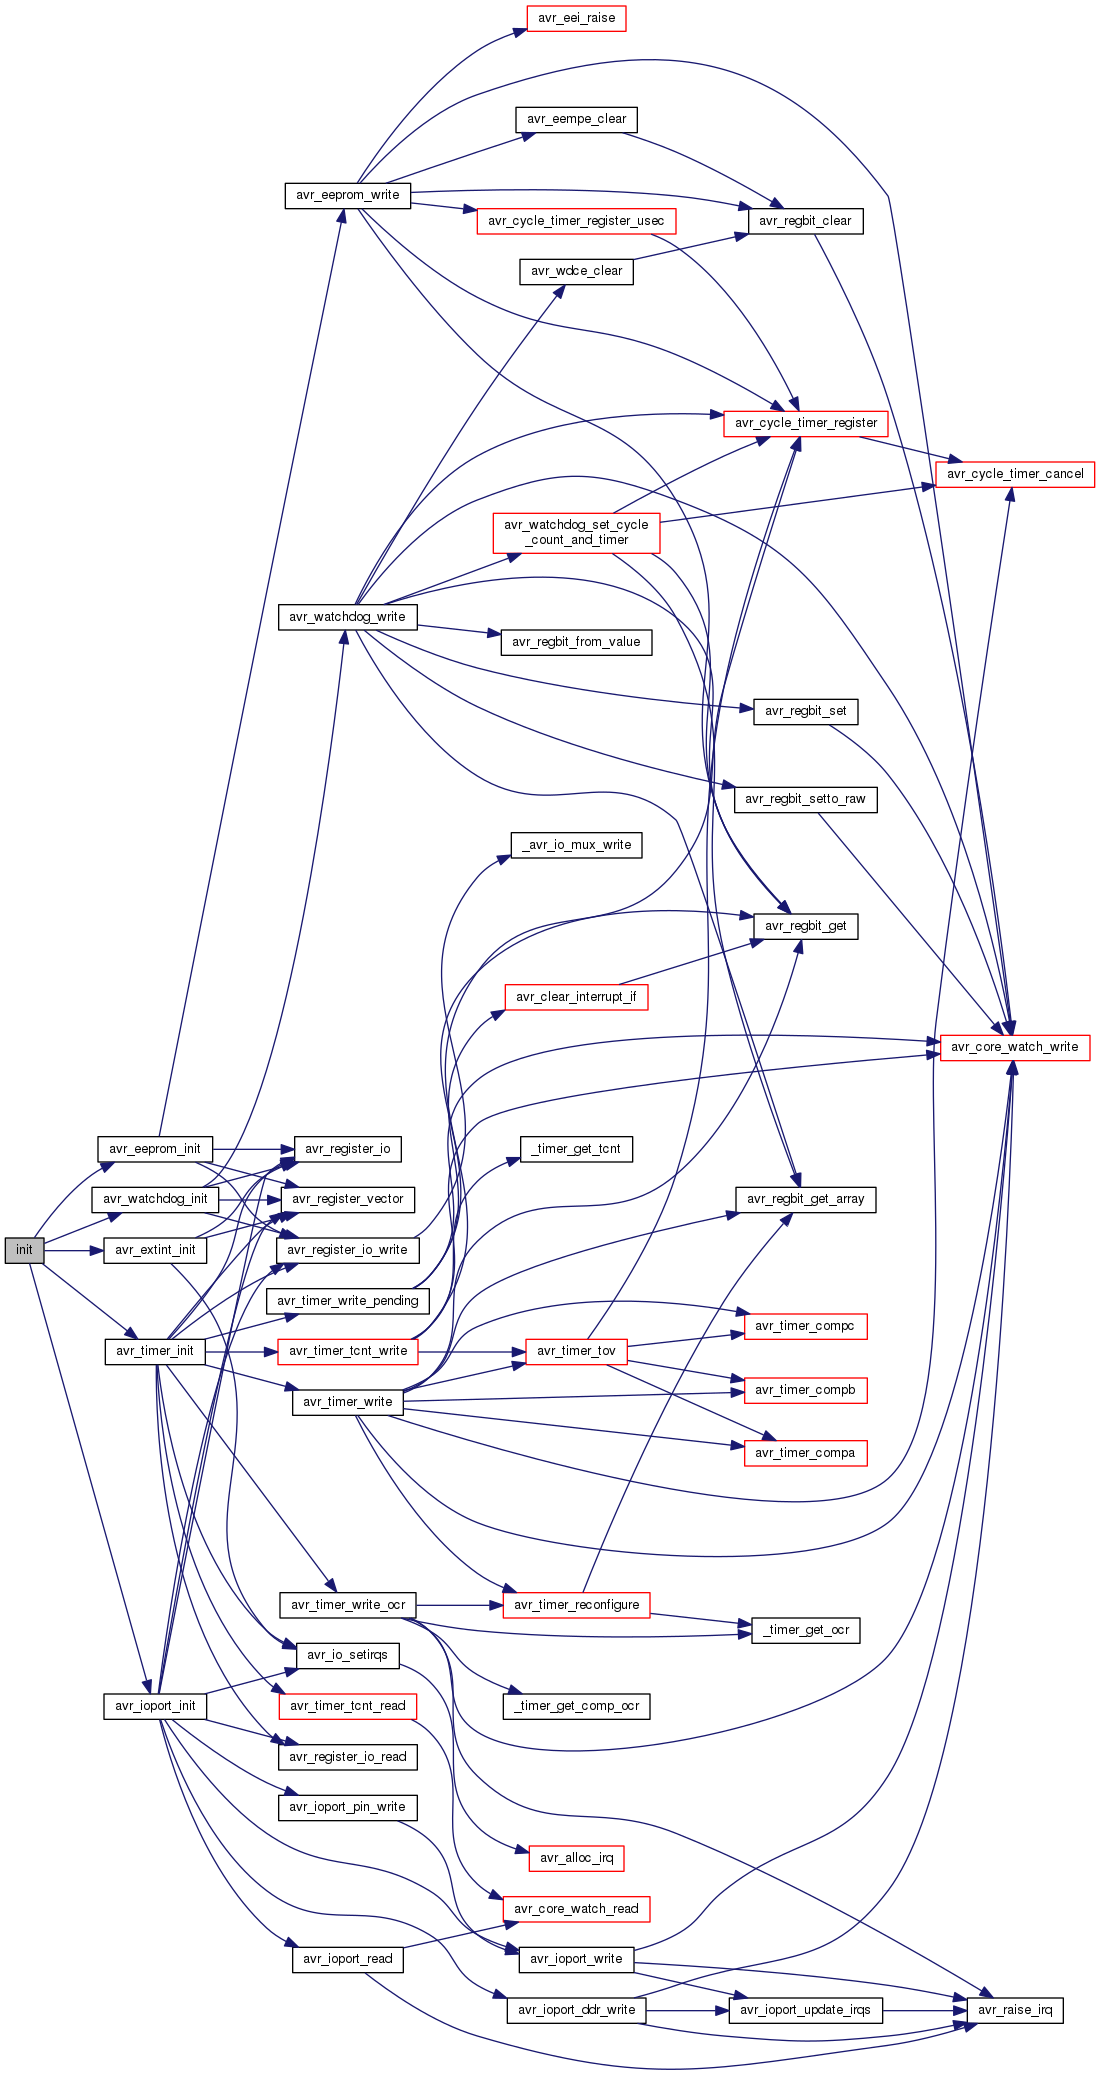 avr_eei_raise
avr_eempe_clear
avr_eeprom_write
avr_cycle_timer_register_usec
avr_regbit_clear
avr_wdce_clear
avr_cycle_timer_register
avr_cycle_timer_cancel
avr_watchdog_set_cycle
_count_and_timer
avr_watchdog_write
avr_regbit_from_value
avr_regbit_set
avr_regbit_setto_raw
_avr_io_mux_write
avr_regbit_get
avr_clear_interrupt_if
avr_core_watch_write
avr_eeprom_init
avr_register_io
_timer_get_tcnt
avr_watchdog_init
avr_register_vector
avr_regbit_get_array
init
avr_extint_init
avr_register_io_write
avr_timer_write_pending
avr_timer_compc
avr_timer_init
avr_timer_tcnt_write
avr_timer_tov
avr_timer_compb
avr_timer_write
avr_timer_compa
avr_timer_write_ocr
avr_timer_reconfigure
_timer_get_ocr
avr_io_setirqs
avr_ioport_init
avr_timer_tcnt_read
_timer_get_comp_ocr
avr_register_io_read
avr_ioport_pin_write
avr_alloc_irq
avr_core_watch_read
avr_ioport_read
avr_ioport_write
avr_ioport_ddr_write
avr_ioport_update_irqs
avr_raise_irq